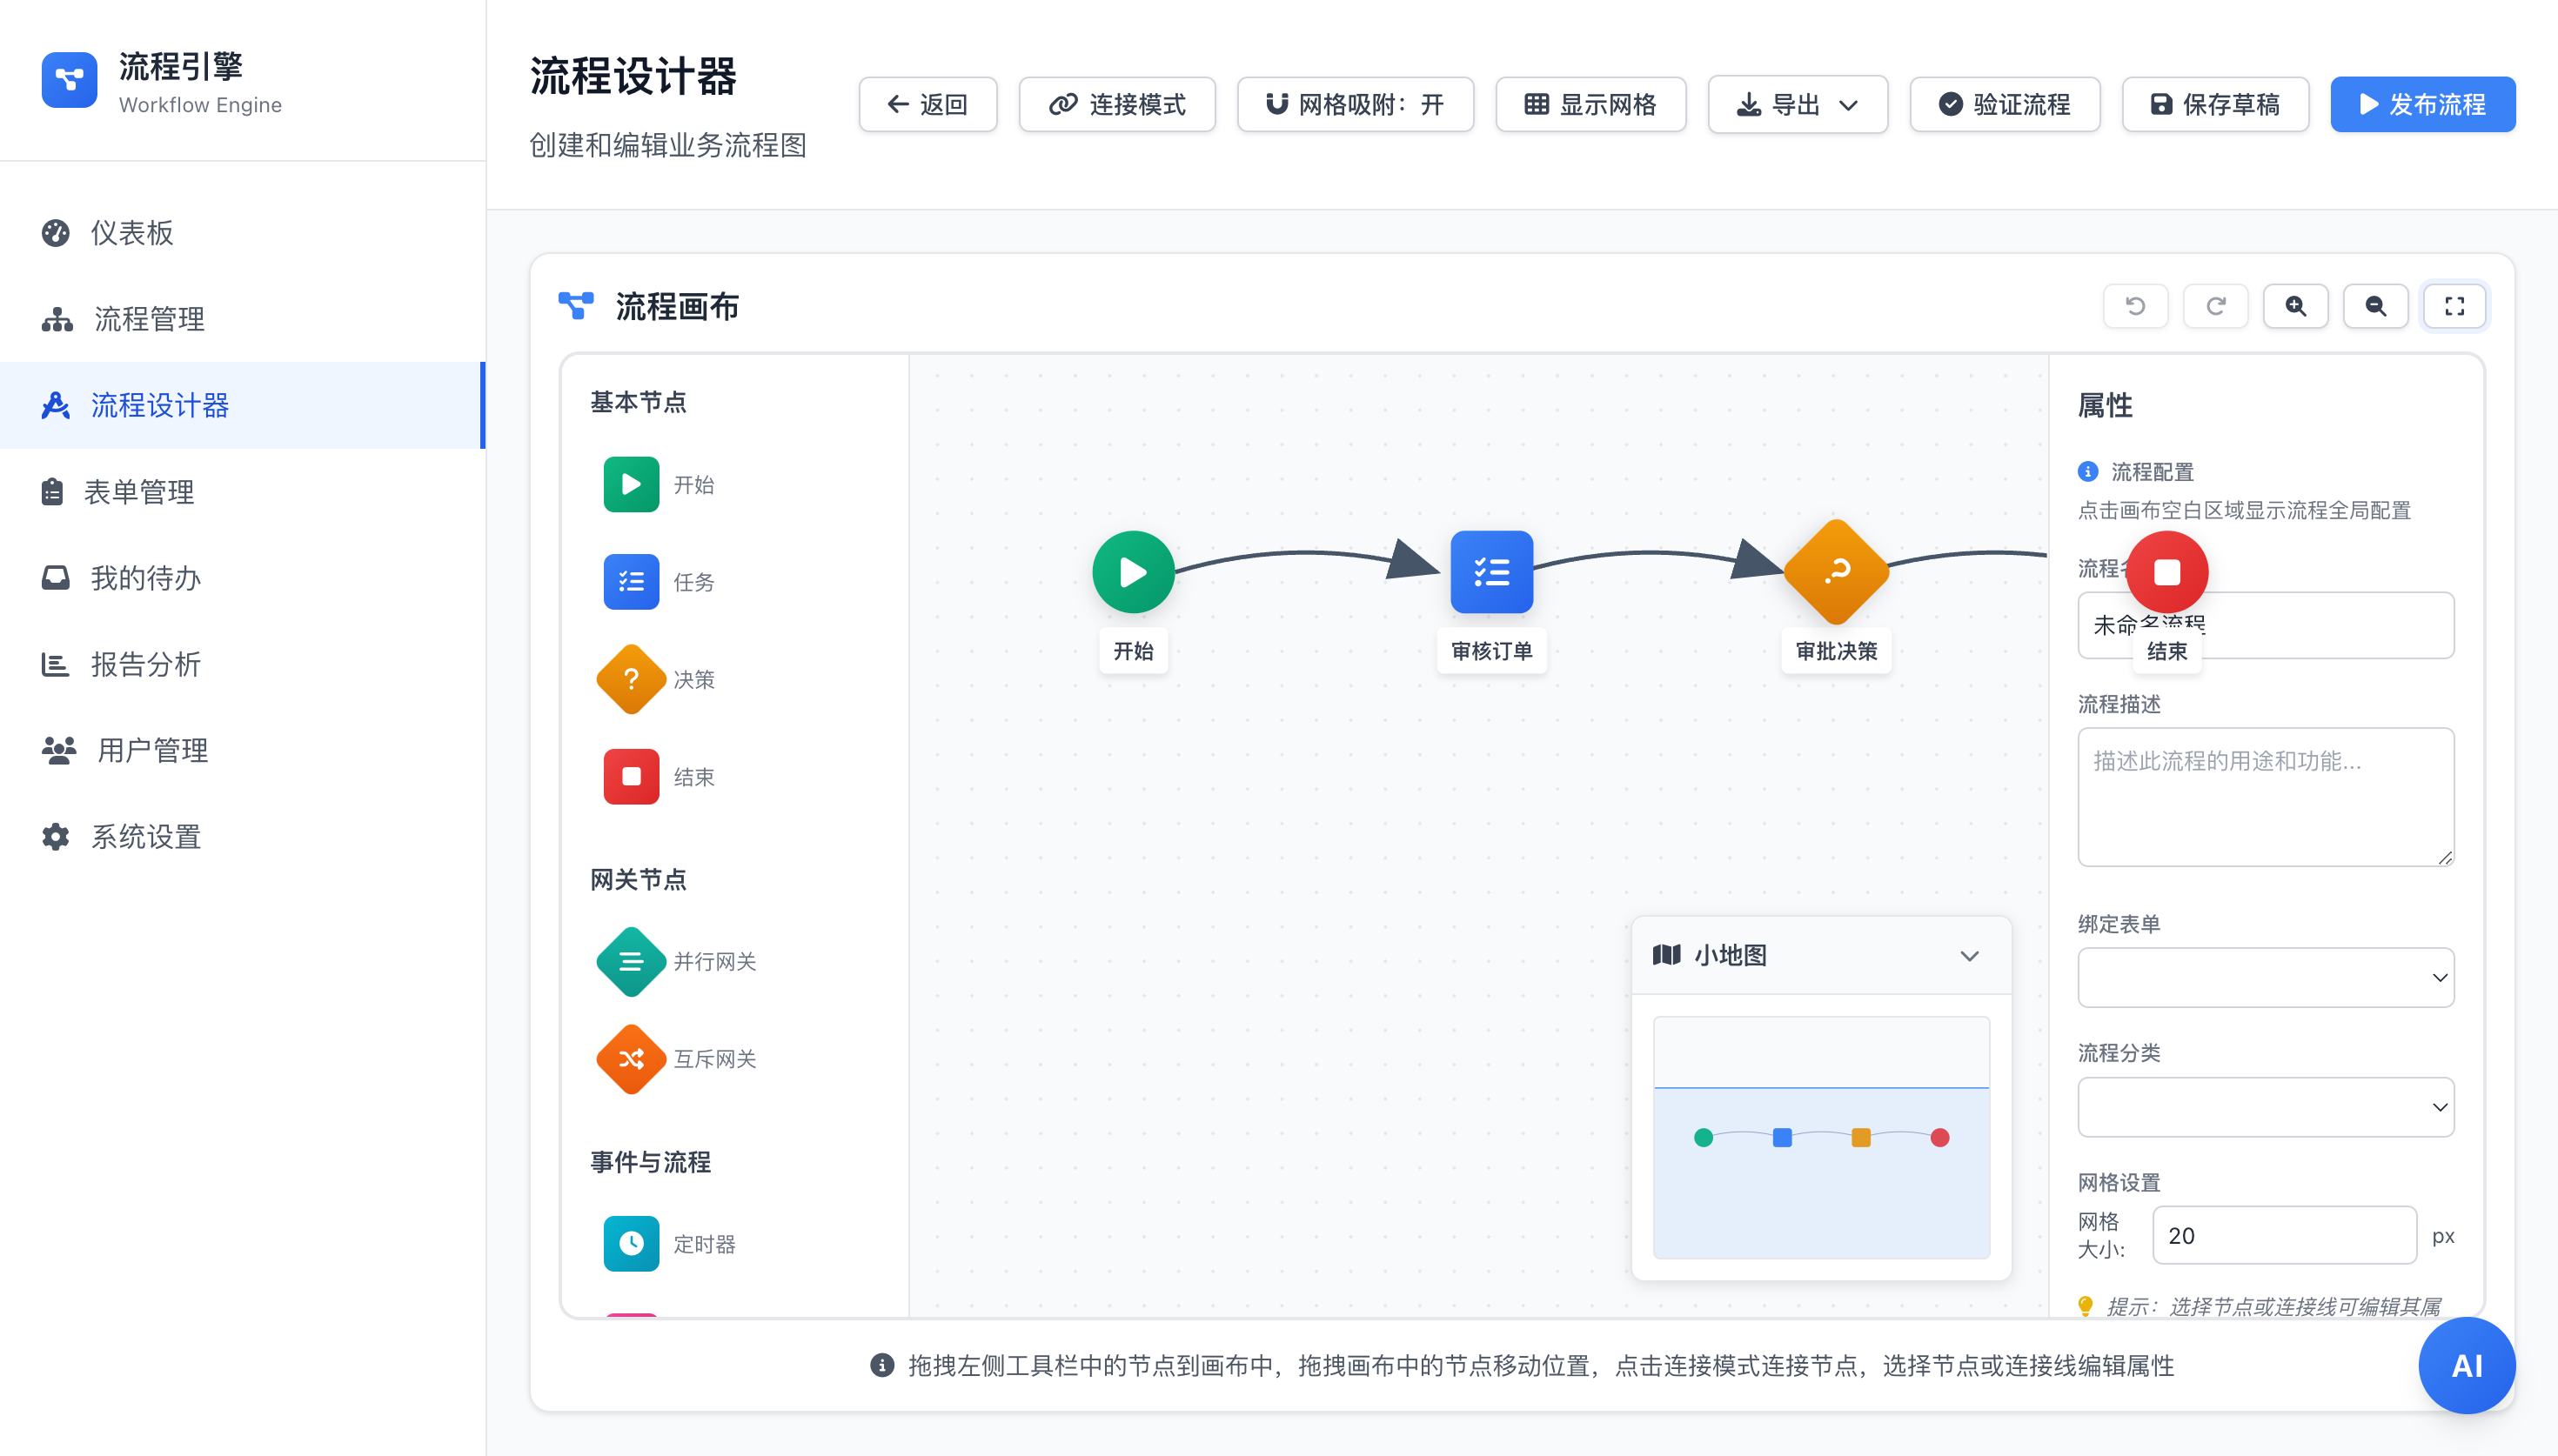 流程引擎
Workflow Engine
仪表板
流程管理
流程设计器
表单管理
我的待办
报告分析
用户管理
系统设置
流程设计器
创建和编辑业务流程图
返回
连接模式
网格吸附：开
显示网格
导出
验证流程
保存草稿
发布流程
流程画布
基本节点
开始
任务
决策
结束
网关节点
并行网关
互斥网关
事件与流程
定时器
开始
审核订单
审批决策
结束
小地图
属性
流程配置
点击画布空白区域显示流程全局配置
流程
未命名流程
流程描述
描述此流程的用途和功能...
绑定表单
流程分类
网格设置
网格
大小:
20
px
提示：选择节点或连接线可编辑其属
拖拽左侧工具栏中的节点到画布中，拖拽画布中的节点移动位置，点击连接模式连接节点，选择节点或连接线编辑属性
AI